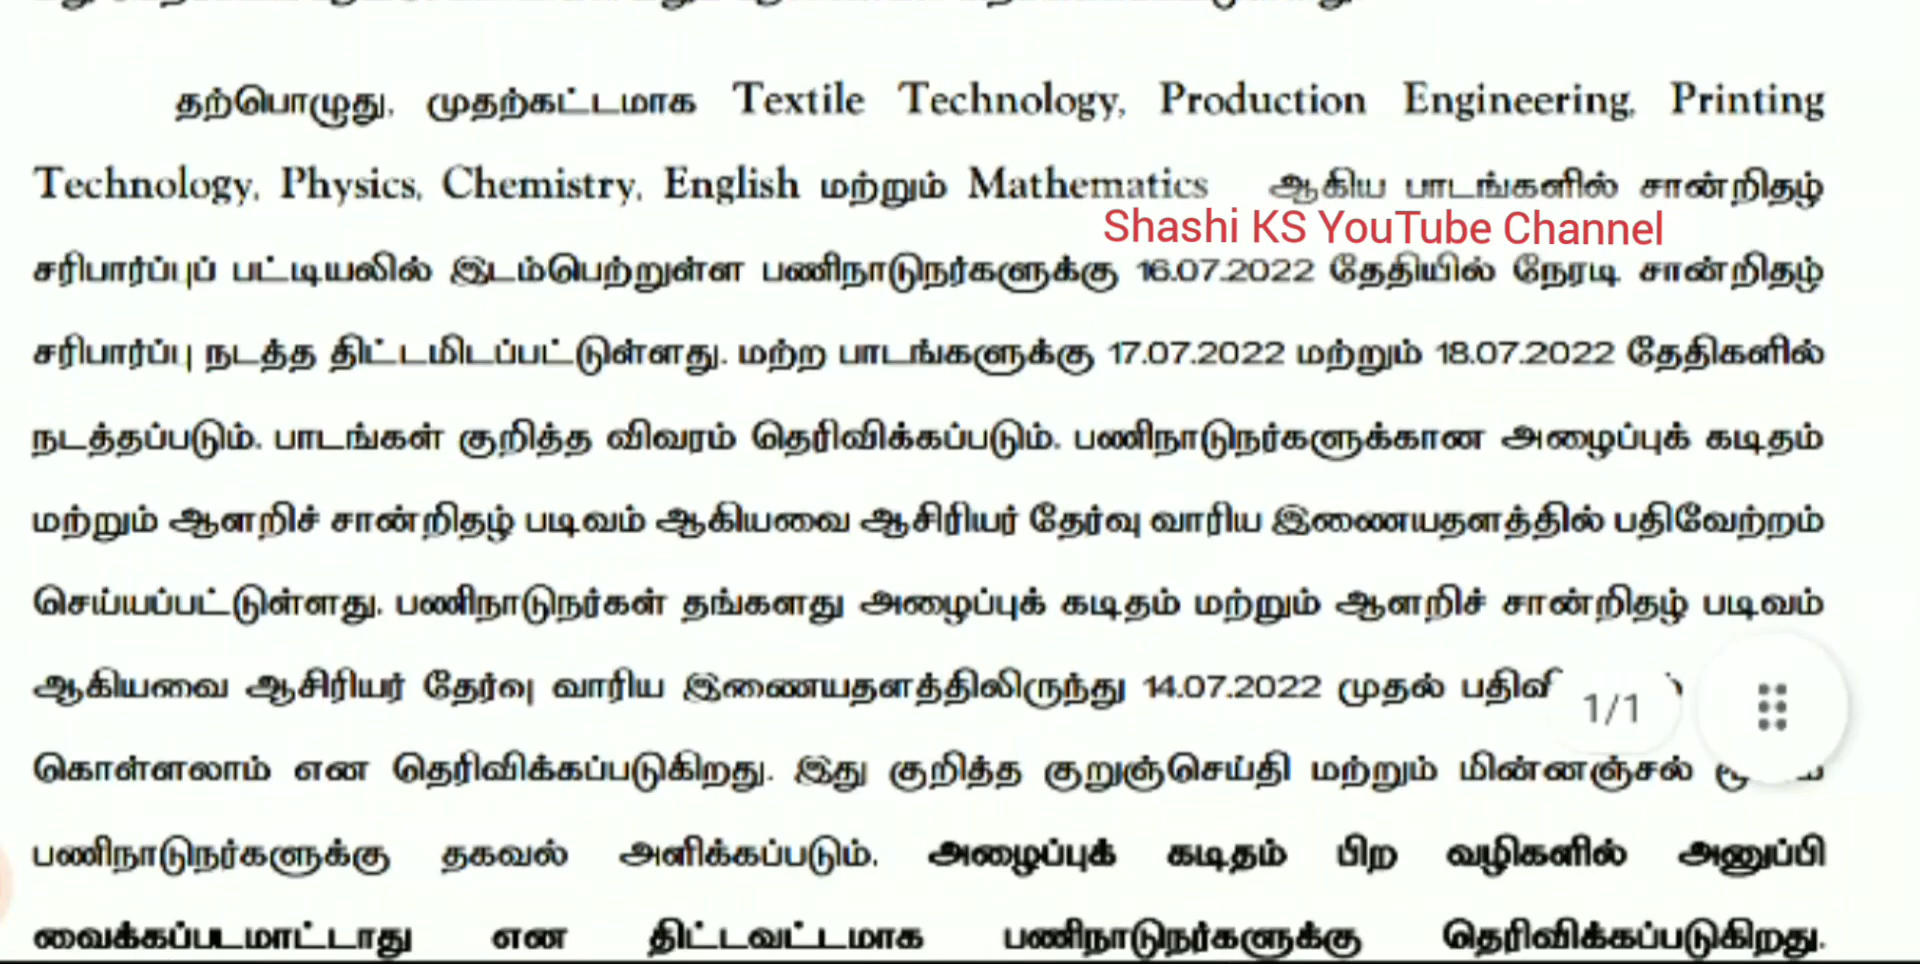 தற்பொழுது, முதற்கட்டமாக Textile Technology, Production Engineering, Printing
Technology, Physics, Chemistry, English மற்றும் Mathematics ஆகிய பாடங்களில் சான்றிதழ்
Shashi KS YouTube Channel
சரிபார்ப்புப் பட்டியலில் இடம்பெற்றுள்ள பணிநாடுநர்களுக்கு 16.07.2022 தேதியில் நேரடி சான்றிதழ்
சரிபார்ப்பு நடத்த திட்டமிடப்பட்டுள்ளது. மற்ற பாடங்களுக்கு 17.07.2022 மற்றும் 18.07.2022 தேதிகளில்
நடத்தப்படும். பாடங்கள் குறித்த விவரம் தெரிவிக்கப்படும். பணிநாடுநர்களுக்கான அழைப்புக் கடிதம்
மற்றும் ஆளறிச் சான்றிதழ் படிவம் ஆகியவை ஆசிரியர் தேர்வு வாரிய இணையதளத்தில் பதிவேற்றம்
செய்யப்பட்டுள்ளது. பணிநாடுநர்கள் தங்களது அழைப்புக் கடிதம் மற்றும் ஆளறிச் சான்றிதழ் படிவம்
ஆகியவை ஆசிரியர் தேர்வு வாரிய இணையதளத்திலிருந்து 14.07.2022 முதல்
1/1
கொள்ளலாம் என தெரிவிக்கப்படுகிறது. இது குறித்த குறுஞ்செய்தி மற்றும் மின்னஞ்சல்
பணிநாடுநர்களுக்கு தகவல் அளிக்கப்படும். அழைப்புக் கடிதம் பிற வழிகளில் அனுப்பி
வைக்கப்படமாட்டாது என திட்டவட்டமாக பணிநாடுநர்களுக்கு தெரிவிக்கப்படுகிறது.